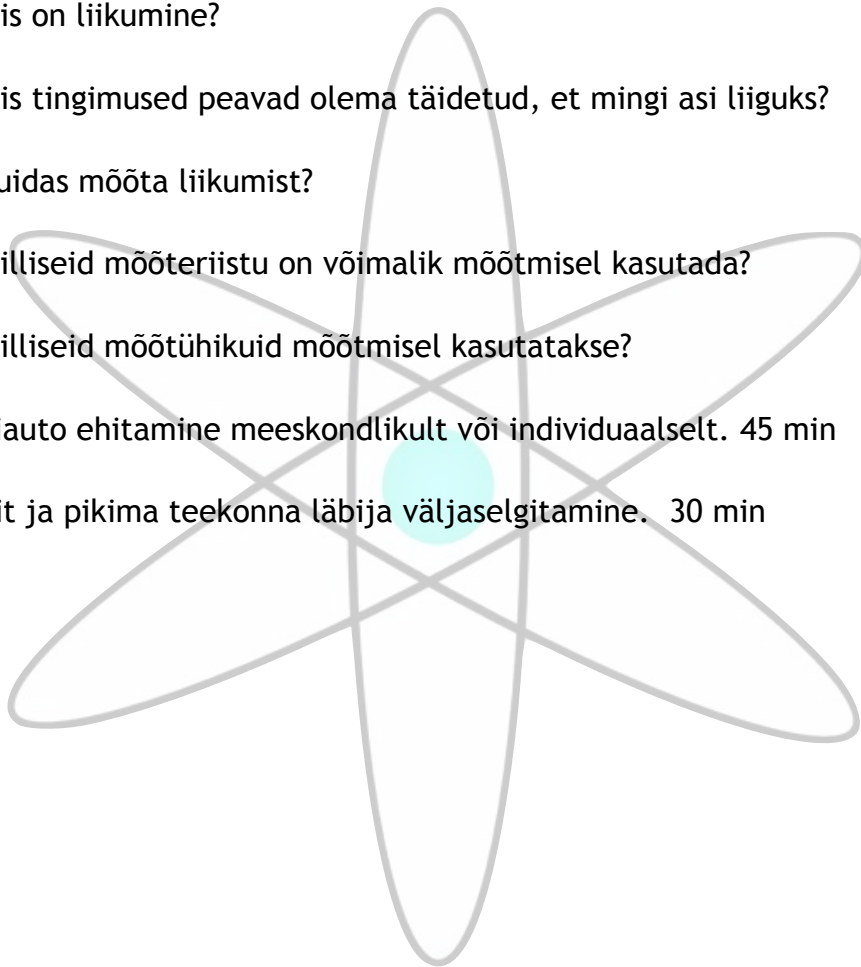 is on liikumine?
is tingimused peavad olema täidetud, et mingi asi liiguks?
uidas mõõta liikumist?
illiseid mõõteriistu on võimalik mõõtmisel kasutada?
illiseid mõõtühikuid mõõtmisel kasutatakse?
iauto ehitamine meeskondlikult või individuaalselt. 45 min
it ja pikima teekonna läbija väljaselgitamine. 30 min